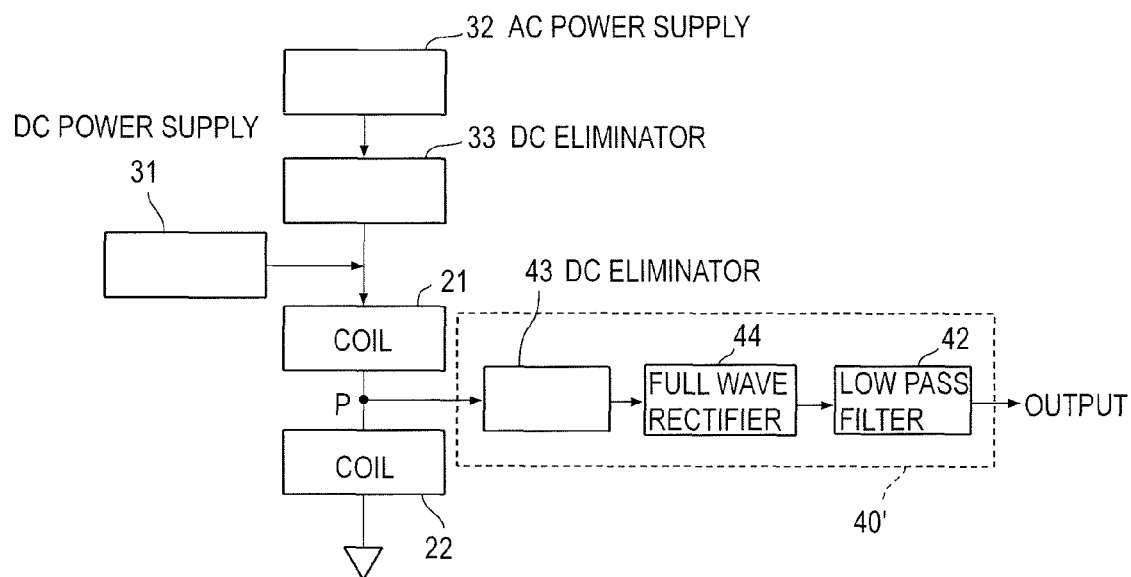 32 AC POWER SUPPLY
DC POWER SUPPLY
31
33 DC ELIMINATOR
21
COIL
43 DC ELIMINATOR
44
FULL WAVE
RECTIFIER
42
LOW PASS
FILTER
OUTPUT
P
COIL
22
40'